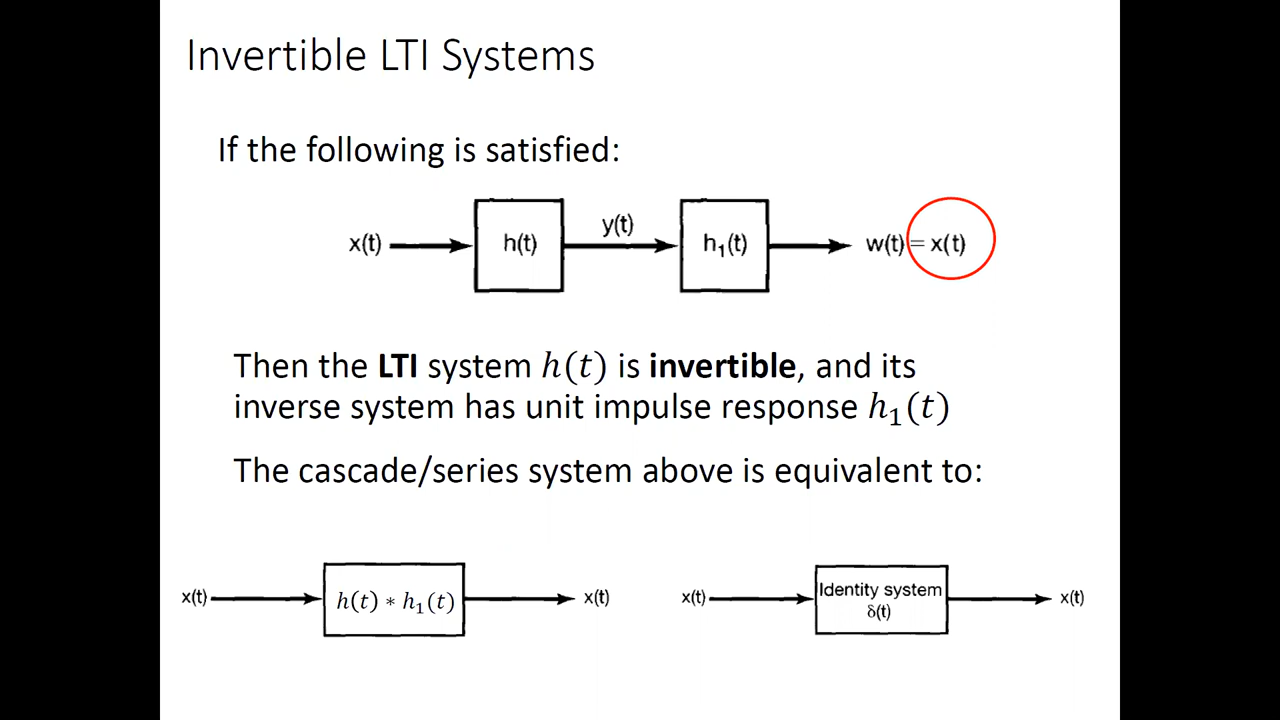 Invertible LTI Systems
If the following is satisfied:
x(t) h(t) y(t) h₁(t) w(t) = x(t)
Then the LTI system h(t) is invertible, and its
inverse system has unit impulse response h₁(t)
The cascade/series system above is equivalent to:
x(t) h(t) ∗ h₁(t) x(t)
x(t) Identity system x(t)
δ(t)